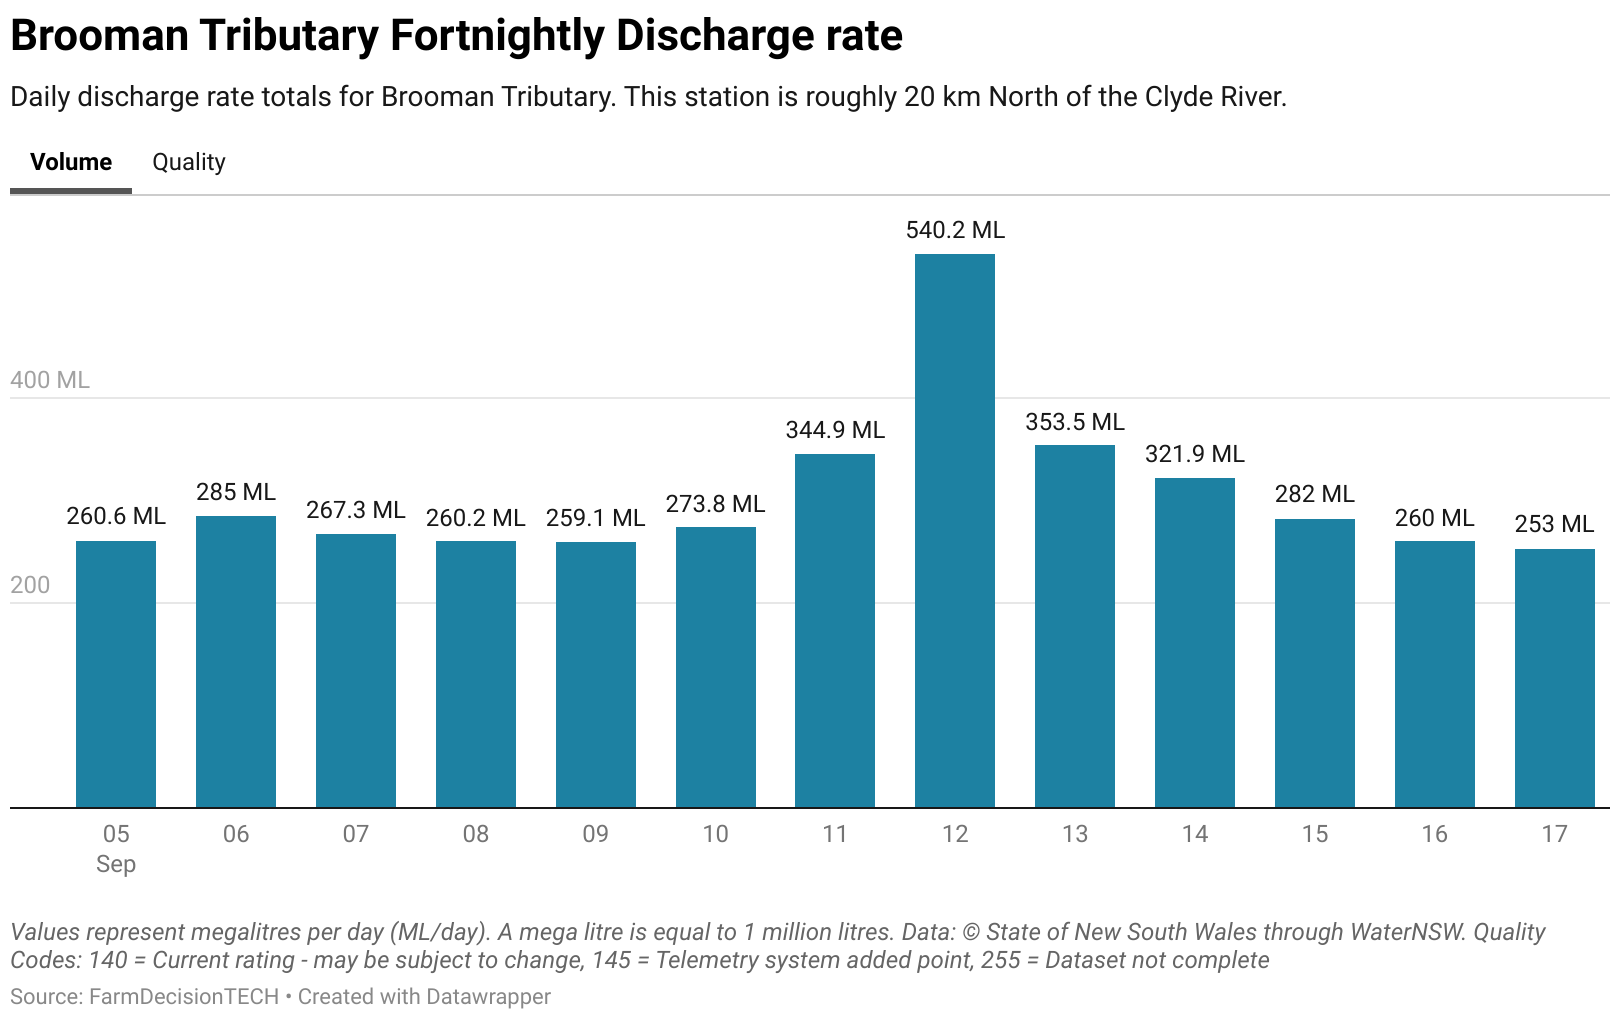 Brooman Tributary Fortnightly Discharge rate
Daily discharge rate totals for Brooman Tributary. This station is roughly 20 km North of the Clyde River.
Volume Quality
540.2 ML
400 ML
353.5 ML
344.9 ML
321.9 ML
285 ML
282 ML
273.8 ML
267.3 ML
260.6 ML
260.2 ML
259.1 ML
260 ML
253 ML
200
05 06 07 08 09 10 11 12 13 14 15 16 17
Sep
Values represent megalitres per day (ML/day). A mega litre is equal to 1 million litres. Data: © State of New South Wales through WaterNSW. Quality
Codes: 140 = Current rating - may be subject to change, 145 = Telemetry system added point, 255 = Dataset not complete
Source: FarmDecisionTECH • Created with Datawrapper